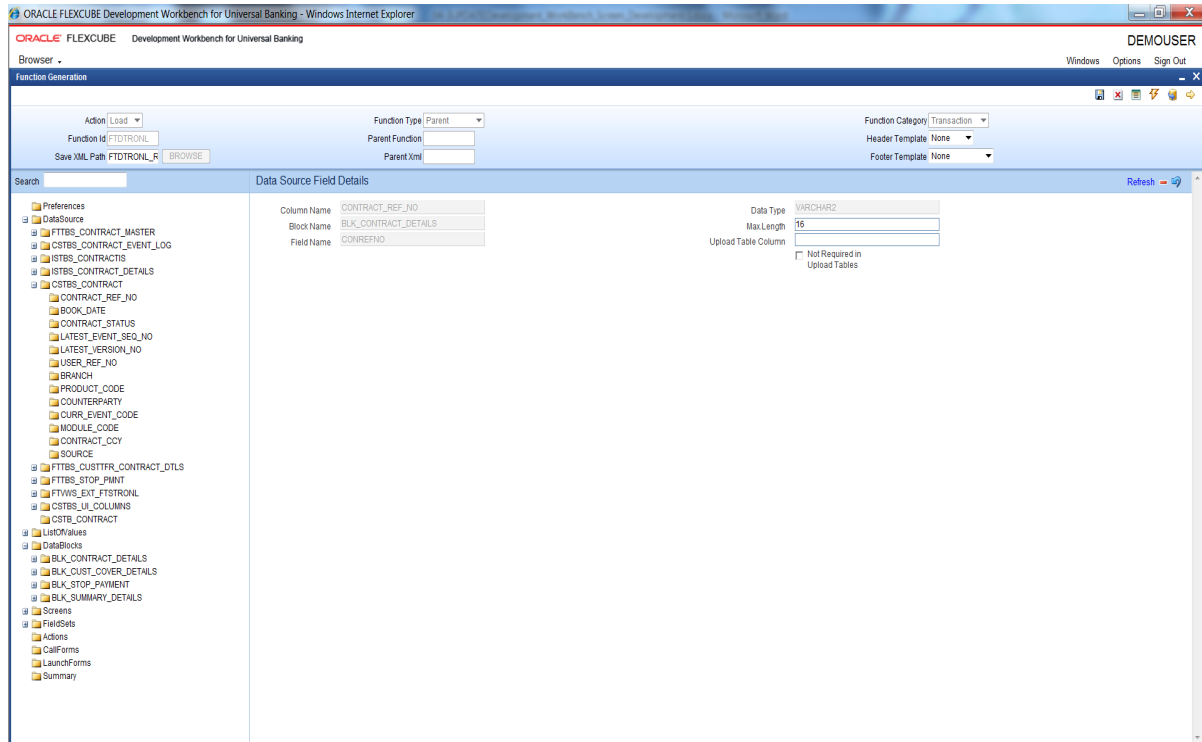 ORACLE FLEXCUBE Development Workbench for Universal Banking - Windows Internet Explorer
ORACLE FLEXCUBE Development Workbench for Universal Banking
DEMOUSER
Browser
Windows Options Sign Out
Function Generation
Action Load
Function Type Parent
Function Category Transaction
Function Id FTDTRONL
Parent Function
Header Template None
Save XML Path FTDTRONL_R BROWSE
Parent Xml
Footer Template None
Search
Data Source Field Details
Refresh
Column Name CONTRACT_REF_NO
Data Type VARCHAR2
Block Name BLK_CONTRACT_DETAILS
Max.Length 16
Field Name CONREFNO
Upload Table Column
Not Required in
Upload Tables
Preferences
DataSource
FTTBS_CONTRACT_MASTER
CSTBS_CONTRACT_EVENT_LOG
ISTBS_CONTRACTIS
ISTBS_CONTRACT_DETAILS
CSTBS_CONTRACT
CONTRACT_REF_NO
BOOK_DATE
CONTRACT_STATUS
LATEST_EVENT_SEQ_NO
LATEST_VERSION_NO
USER_REF_NO
BRANCH
PRODUCT_CODE
COUNTERPARTY
CURR_EVENT_CODE
MODULE_CODE
CONTRACT_CCY
SOURCE
FTTBS_CUSTTFR_CONTRACT_DTLS
FTTBS_STOP_PMNT
FTVWS_EXT_FTSTRONL
CSTBS_UI_COLUMNS
CSTB_CONTRACT
ListOfValues
DataBlocks
BLK_CONTRACT_DETAILS
BLK_CUST_COVER_DETAILS
BLK_STOP_PAYMENT
BLK_SUMMARY_DETAILS
Screens
FieldSets
Actions
CallForms
LaunchForms
Summary